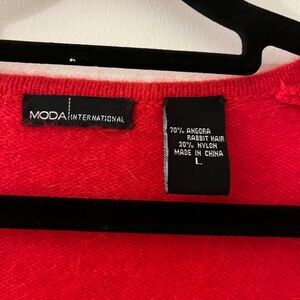 MODA INTERNATIONAL
70% ANGORA
RABBIT HAIR
30% NYLON
MADE IN CHINA
L